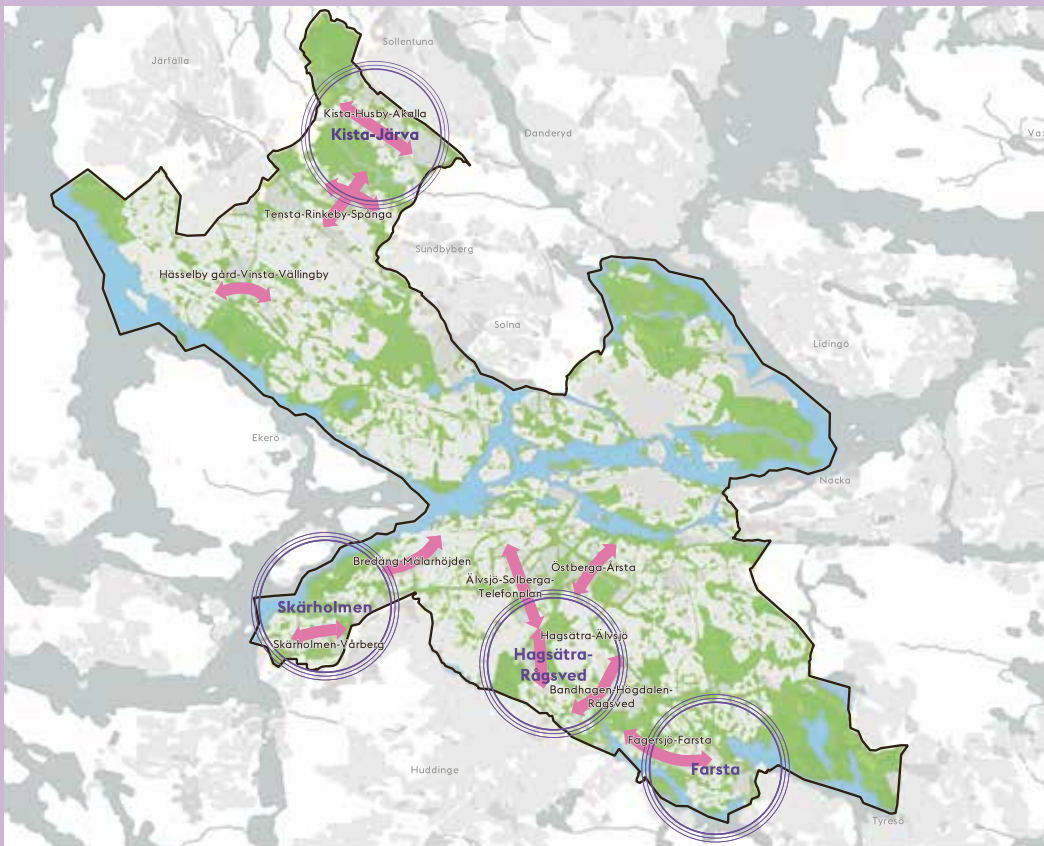 Sollentuna
Järfälla
Kista-Husby-Akalla
Kista-Järva
Danderyd
Vax
Tensta-Rinkeby-Spånga
Sundbyberg
Hässelby gård-Vinsta-Vällingby
Solna
Lidingö
Ekerö
Nacka
Bredäng-Mälarhöjden
Östberga-Årsta
Älvsjö-Solberga-
Telefonplan
Skärholmen
Hagsätra-Älvsjö
Skärholmen-Vårberg
Hagsätra-
Rågsved
Bandhagen-Högdalen-
Rågsved
Fagersjö-Farsta
Farsta
Huddinge
Tyresö